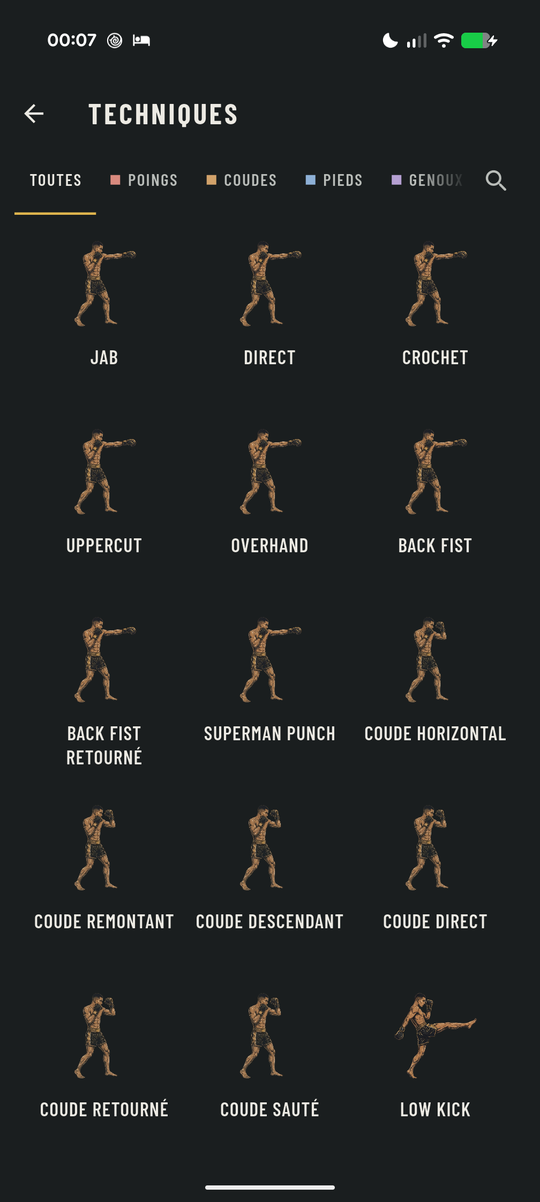 00:07
TECHNIQUES
TOUTES POINGS COUDES PIEDS GENOUX
JAB DIRECT CROCHET
UPPERCUT OVERHAND BACK FIST
BACK FIST RETOURNÉ SUPERMAN PUNCH COUDE HORIZONTAL
COUDE REMONTANT COUDE DESCENDANT COUDE DIRECT
COUDE RETOURNÉ COUDE SAUTÉ LOW KICK